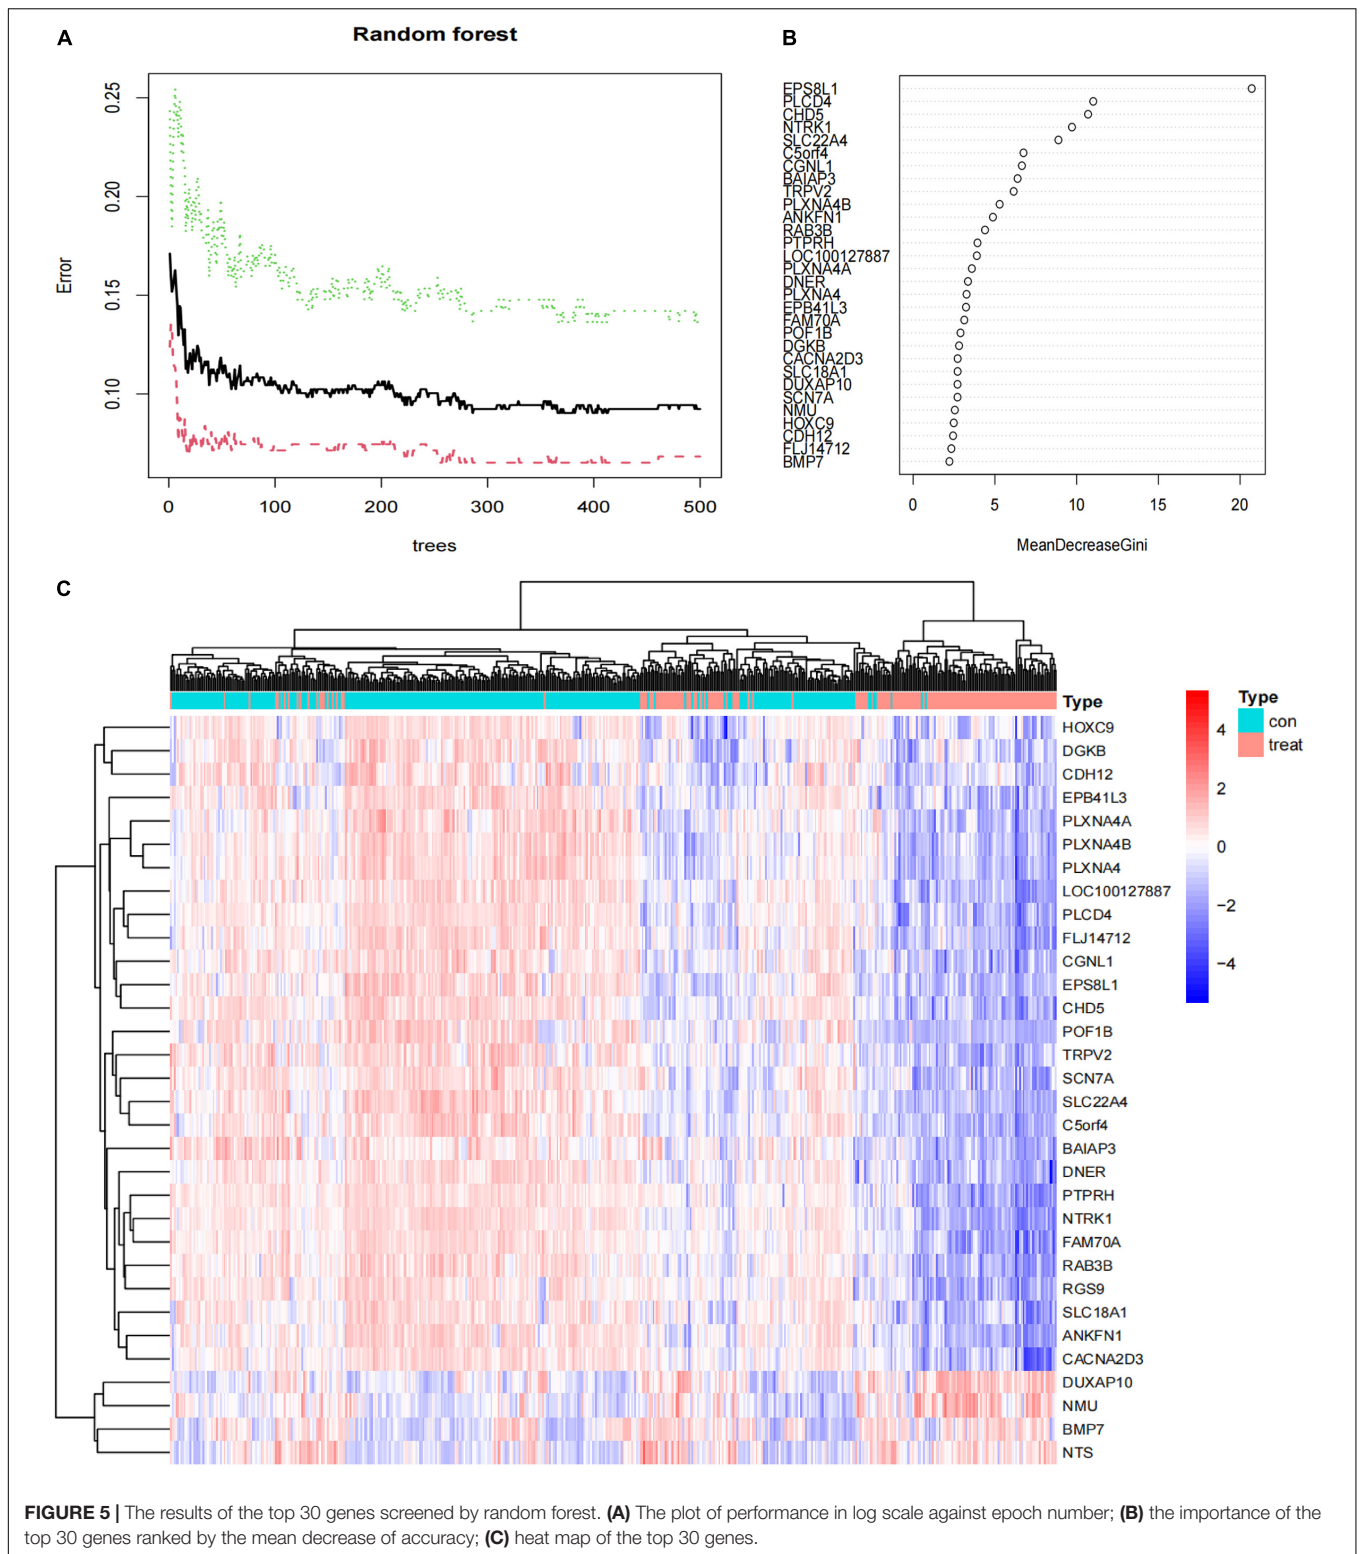 A
Random forest
0.25
0.20
0.15
0.10
Error
0
100
200
300
400
500
trees
B
EPS8L1
PLCD4
CHD5
NTRK1
SLC22A4
C5orf4
CGNL1
BAIAP3
TRPV2
PLXNA4B
ANKFN1
RAB3B
PTPRH
LOC100127887
PLXNA4A
DNER
PLXNA4
EPB41L3
FAM70A
POF1B
DGKB
CACNA2D3
SLC18A1
DUXAP10
SCN7A
NMU
HOXC9
CDH12
FLJ14712
BMP7
0
5
10
15
20
MeanDecreaseGini
C
Type
HOXC9
DGKB
CDH12
EPB41L3
PLXNA4A
PLXNA4B
PLXNA4
LOC100127887
PLCD4
FLJ14712
CGNL1
EPS8L1
CHD5
POF1B
TRPV2
SCN7A
SLC22A4
C5orf4
BAIAP3
DNER
PTPRH
NTRK1
FAM70A
RAB3B
RGS9
SLC18A1
ANKFN1
CACNA2D3
DUXAP10
NMU
BMP7
NTS
4
2
0
−2
−4
Type
con
treat
FIGURE 5 | The results of the top 30 genes screened by random forest. (A) The plot of performance in log scale against epoch number; (B) the importance of the
top 30 genes ranked by the mean decrease of accuracy; (C) heat map of the top 30 genes.